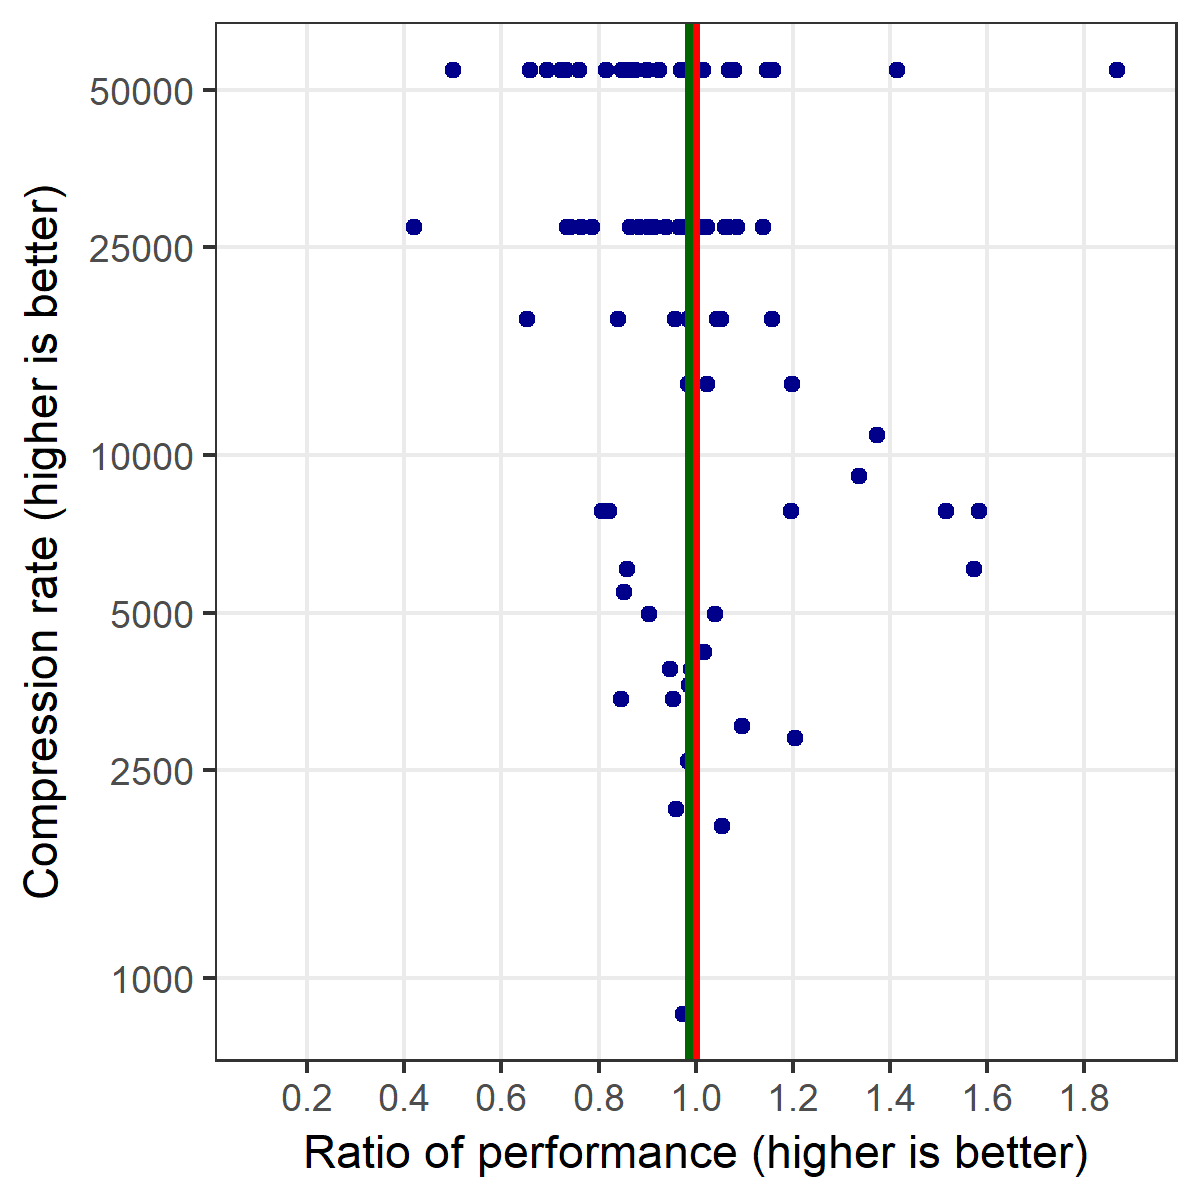 Compression rate (higher is better)
50000
25000
10000
5000
2500
1000
0.2 0.4 0.6 0.8 1.0 1.2 1.4 1.6 1.8
Ratio of performance (higher is better)